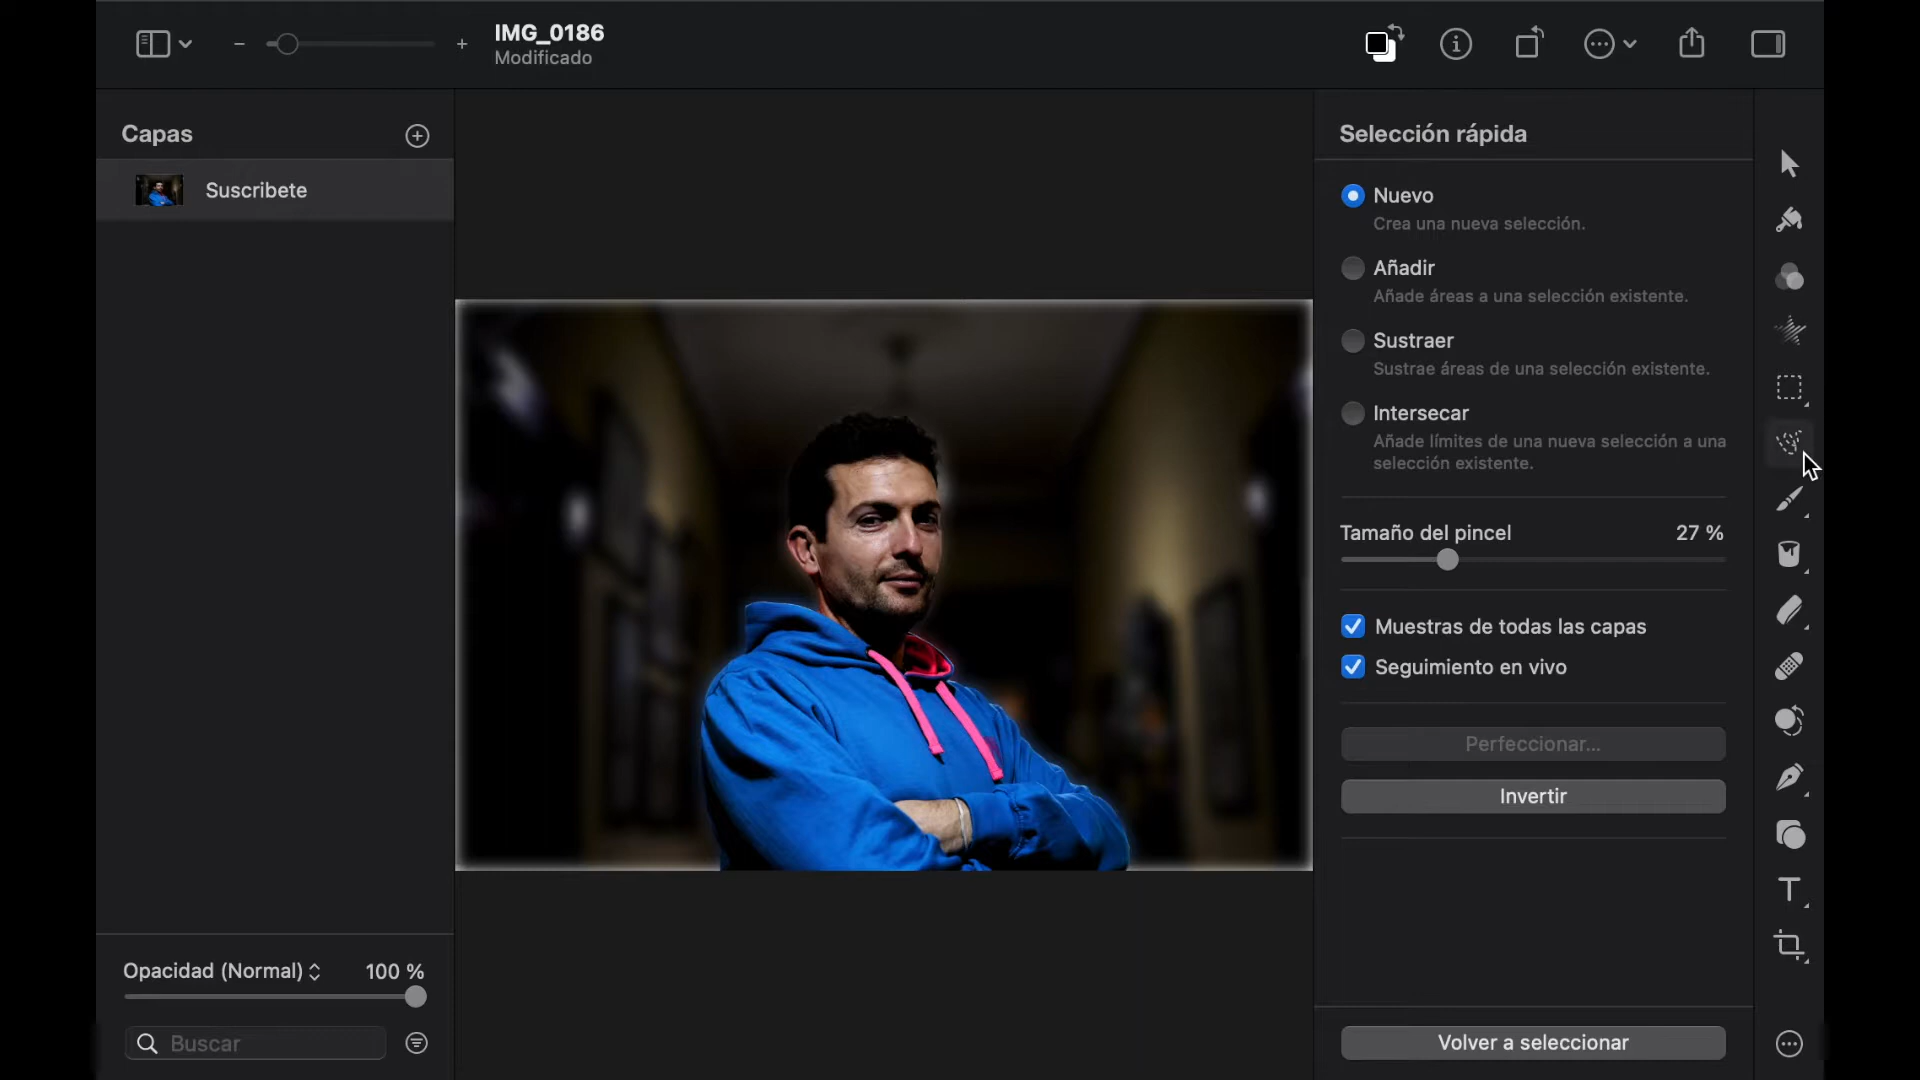 IMG_0186
Modificado
Capas
Suscribete
Opacidad (Normal)
100 %
Buscar
Selección rápida
Nuevo
Crea una nueva selección.
Añadir
Añade áreas a una selección existente.
Sustraer
Sustrae áreas de una selección existente.
Intersecar
Añade límites de una nueva selección a una
selección existente.
Tamaño del pincel
27 %
Muestras de todas las capas
Seguimiento en vivo
Perfeccionar...
Invertir
Volver a seleccionar